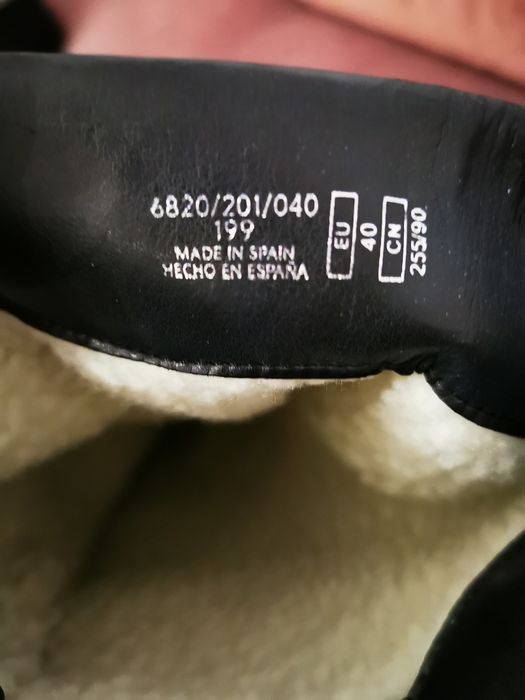 6820/201/040
199
MADE IN SPAIN
HECHO EN ESPAÑA
EU
40
CN
255/90